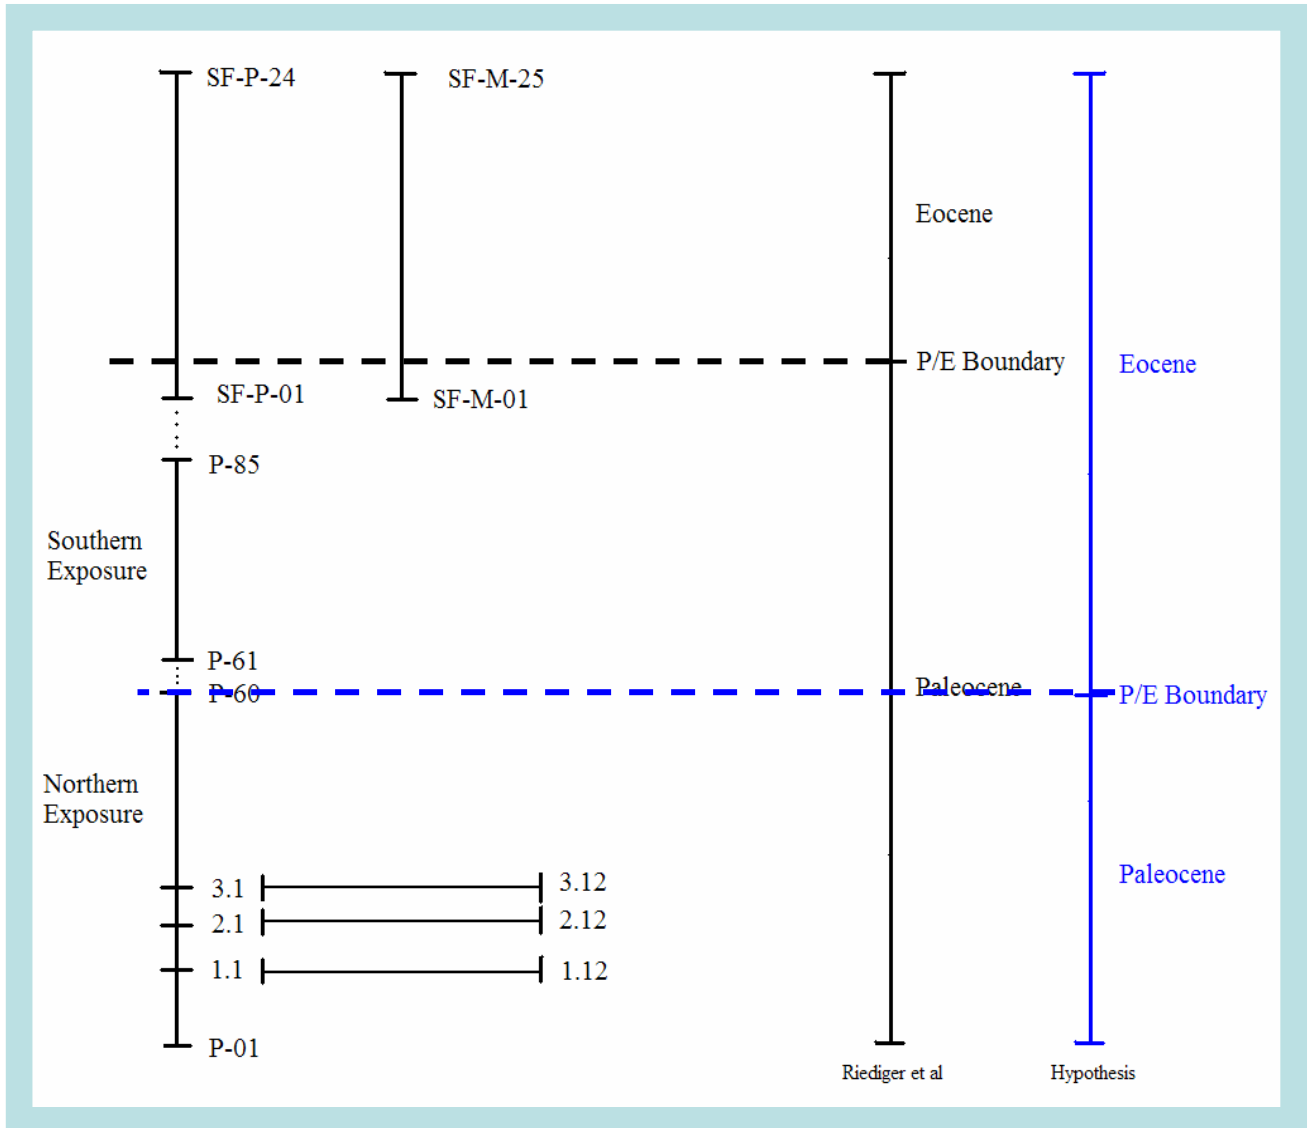 SF-P-24
SF-M-25
Eocene
P/E Boundary
Eocene
SF-P-01
SF-M-01
P-85
Southern
Exposure
P-61
P-60
Paleocene
P/E Boundary
Northern
Exposure
3.1
3.12
Paleocene
2.1
2.12
1.1
1.12
P-01
Riediger et al
Hypothesis